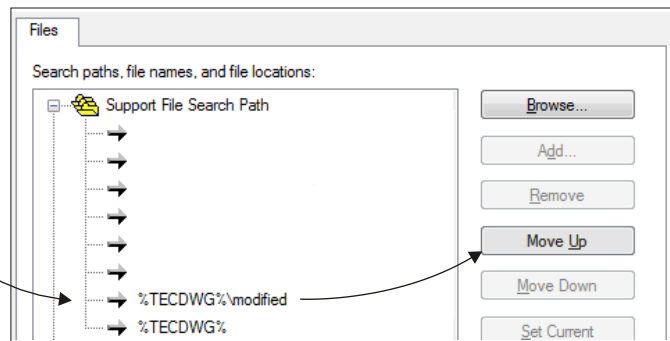 Files
Search paths, file names, and file locations:
Support File Search Path
Browse...
Add...
Remove
Move Up
%TECDWG%\modified
Move Down
%TECDWG%
Set Current